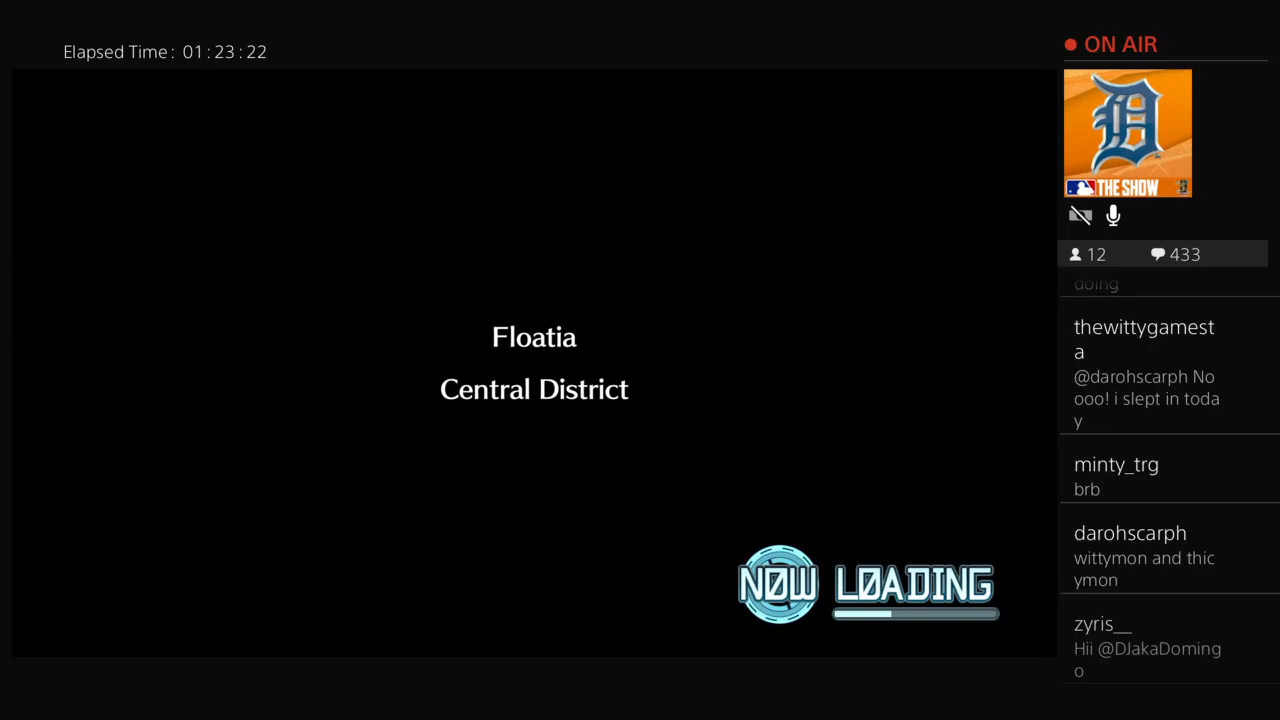 Elapsed Time: 01:23:22
ON AIR
D
THE SHOW
12 433
doing
thewittygamest
a
@darohscarph No
ooo! i slept in toda
y
minty_trg
brb
darohscarph
wittymon and thic
ymon
zyris__
Hii @DJakaDoming
o
Floatia
Central District
NOW LOADING